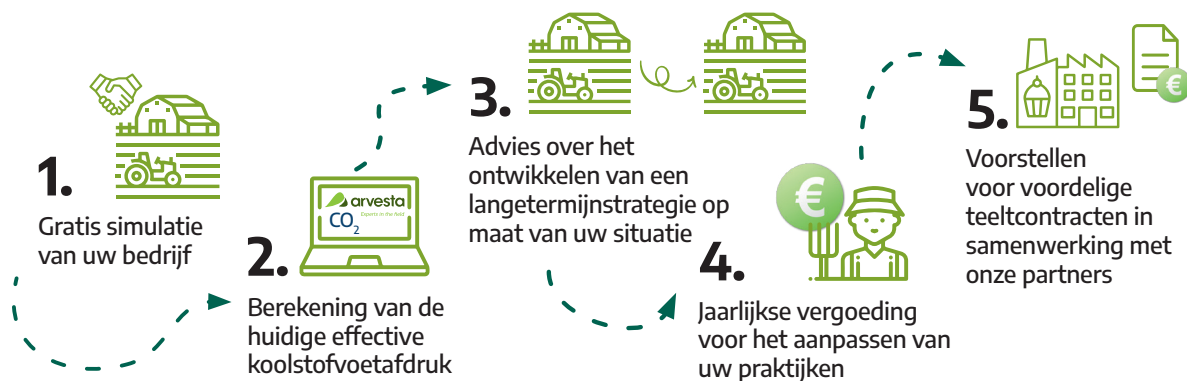 1.
Gratis simulatie
van uw bedrijf
2.
arvesta
Experts in the field
CO2
Berekening van de
huidige effective
koolstofvoetafdruk
3.
Advies over het
ontwikkelen van een
langetermijnstrategie op
maat van uw situatie
4.
€
Jaarlijkse vergoeding
voor het aanpassen van
uw praktijken
5.
€
Voorstellen
voor voordelige
teeltcontracten in
samenwerking met
onze partners